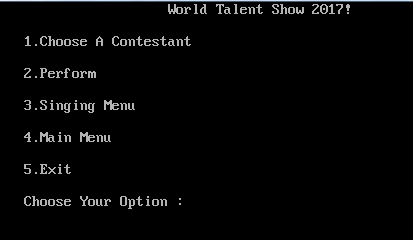 World Talent Show 2017!
1.Choose A Contestant
2.Perform
3.Singing Menu
4.Main Menu
5.Exit
Choose Your Option :